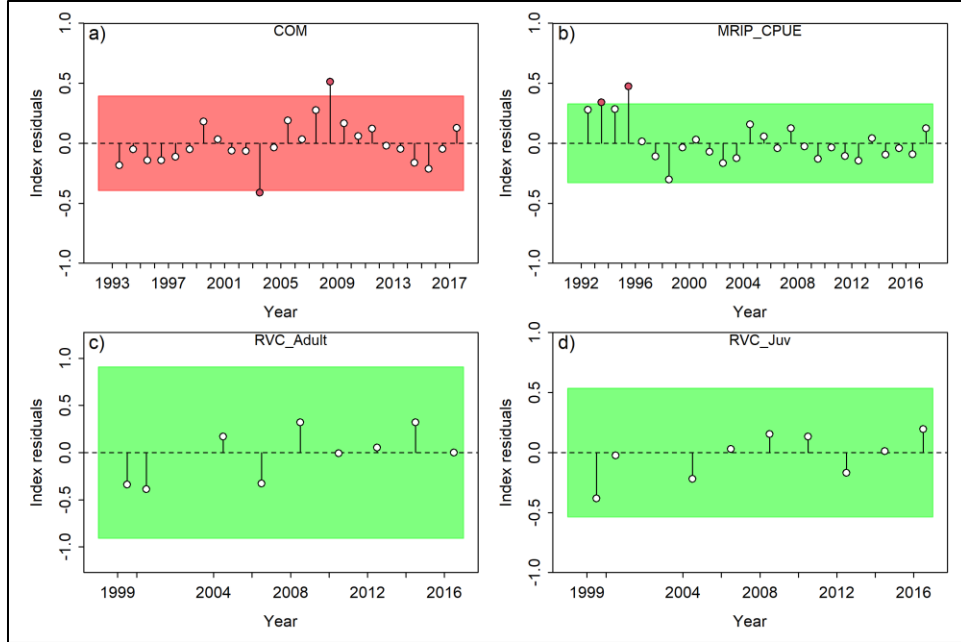 a) COM
1.0
0.5
0.0
-0.5
-1.0
Index residuals
1993 1997 2001 2005 2009 2013 2017
Year
b) MRIP_CPUE
1.0
0.5
0.0
-0.5
-1.0
Index residuals
1992 1996 2000 2004 2008 2012 2016
Year
c) RVC_Adult
1.0
0.5
0.0
-0.5
-1.0
Index residuals
1999 2004 2008 2012 2016
Year
d) RVC_Juv
1.0
0.5
0.0
-0.5
-1.0
Index residuals
1999 2004 2008 2012 2016
Year